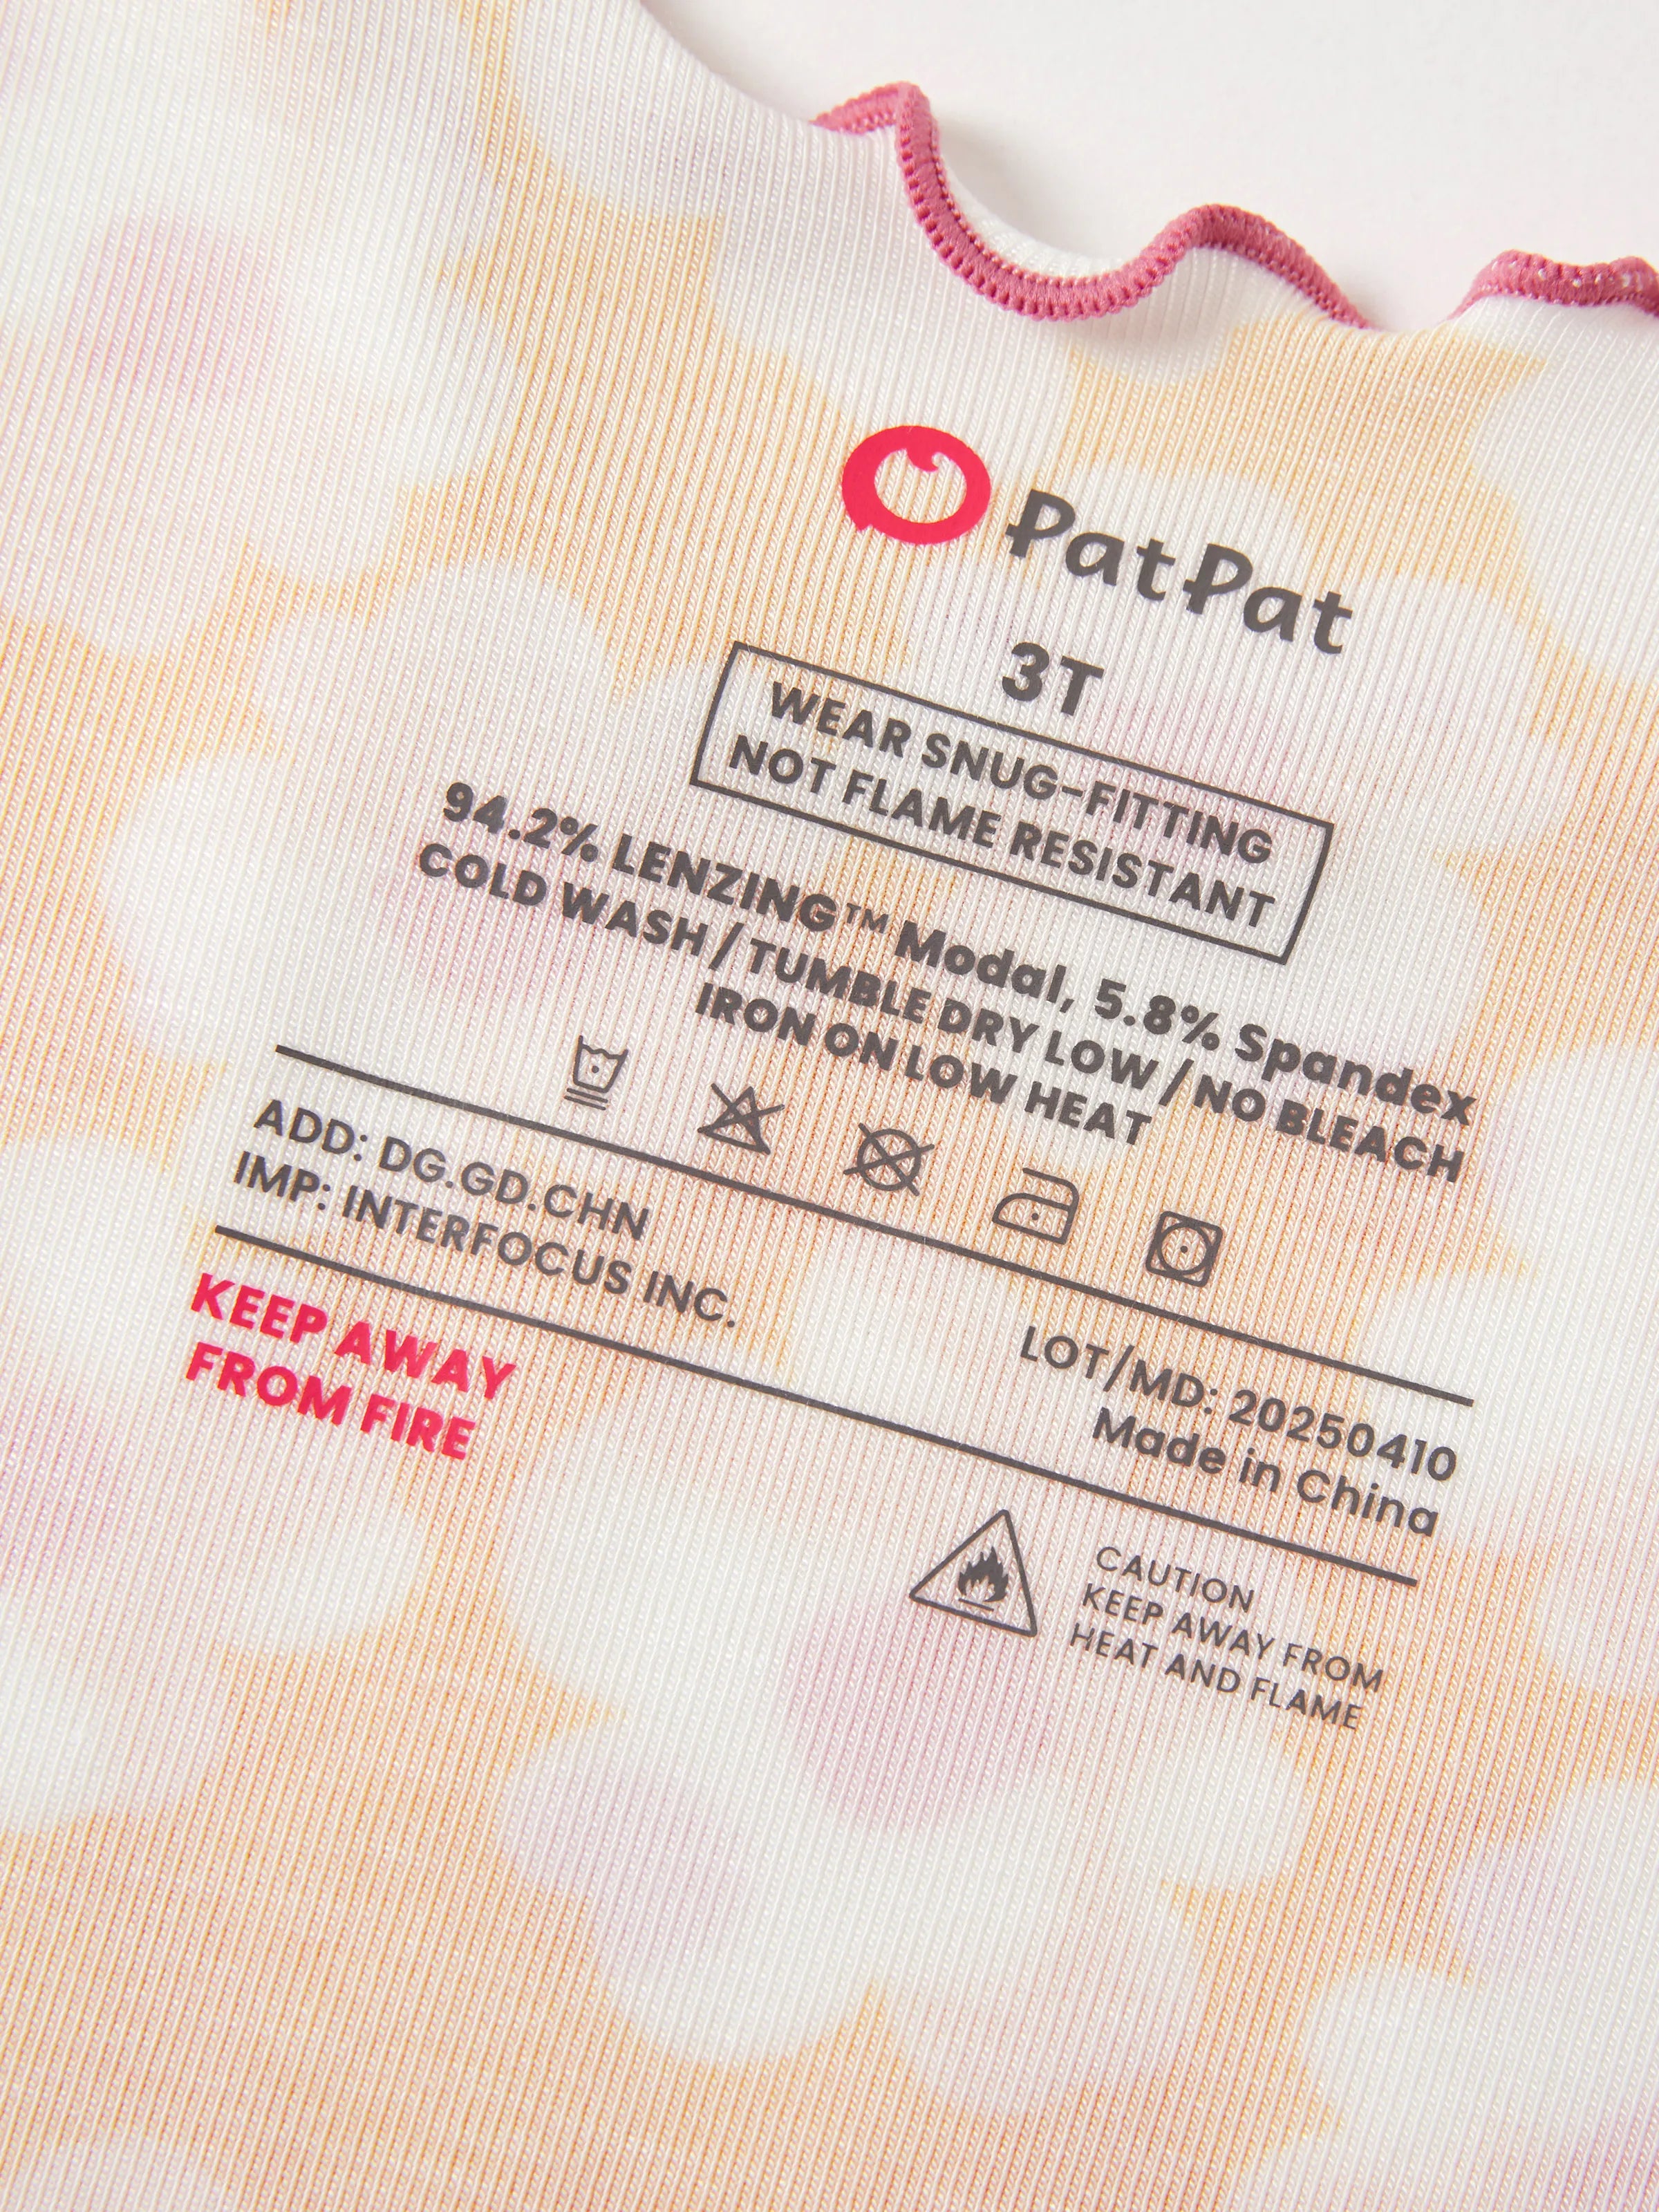 PatPat
3T
WEAR SNUG-FITTING
NOT FLAME RESISTANT
94.2% LENZING™ Modal, 5.8% Spandex
COLD WASH/TUMBLE DRY LOW/NO BLEACH
IRON ON LOW HEAT
ADD: DG.GD.CHN
IMP: INTERFOCUS INC.
LOT/MD: 20250410
Made in China
KEEP AWAY
FROM FIRE
CAUTION
KEEP AWAY FROM
HEAT AND FLAME